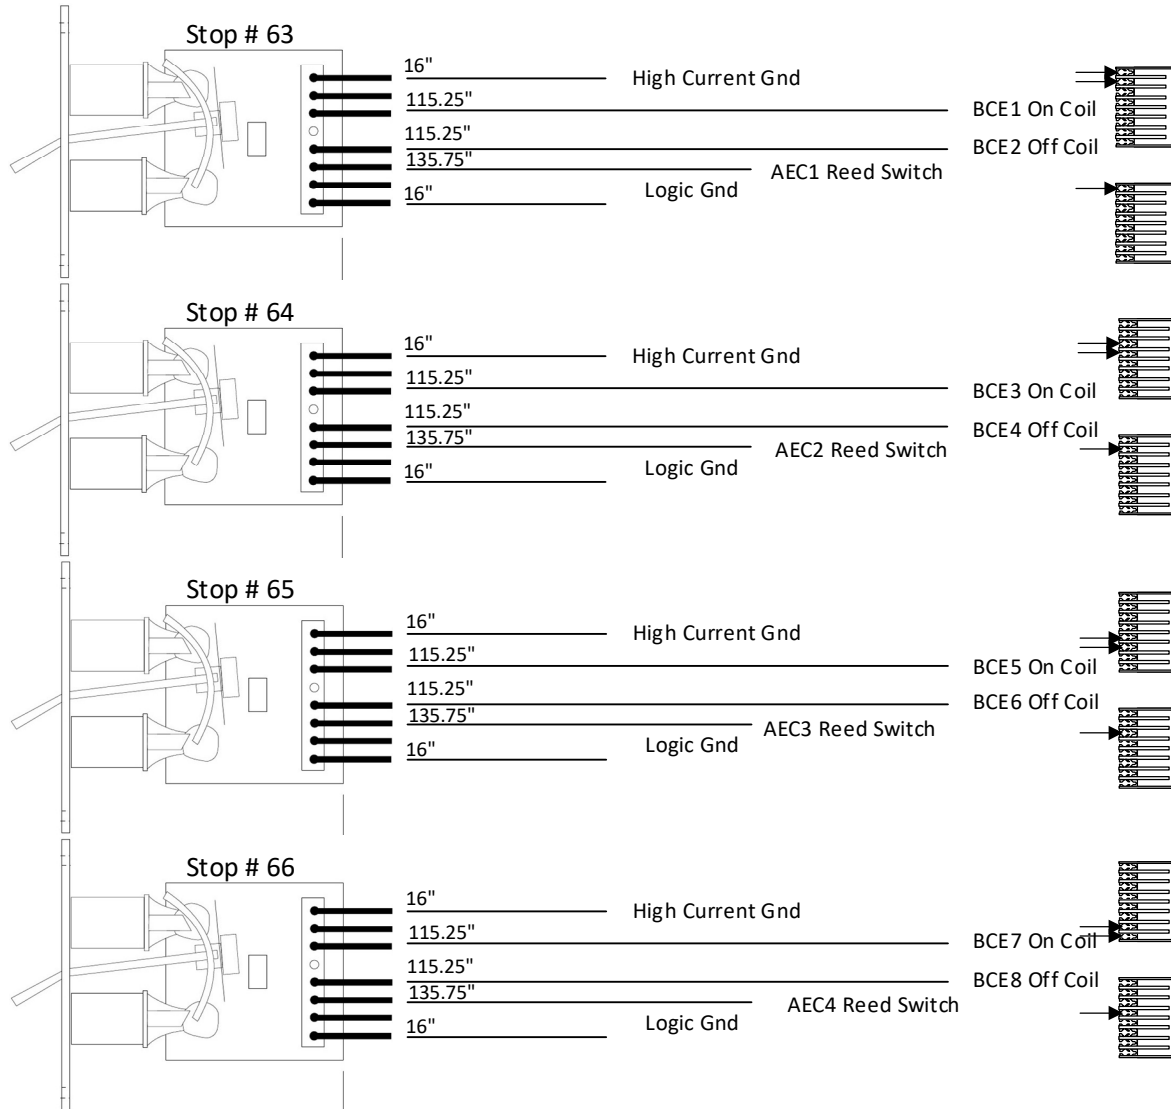 Stop # 63
16"
High Current Gnd
115.25"
BCE1 On Coil
115.25"
BCE2 Off Coil
135.75"
AEC1 Reed Switch
Logic Gnd
16"
Stop # 64
16"
High Current Gnd
115.25"
BCE3 On Coil
115.25"
BCE4 Off Coil
135.75"
AEC2 Reed Switch
Logic Gnd
16"
Stop # 65
16"
High Current Gnd
115.25"
BCE5 On Coil
115.25"
BCE6 Off Coil
135.75"
AEC3 Reed Switch
Logic Gnd
16"
Stop # 66
16"
High Current Gnd
115.25"
BCE7 On Coil
115.25"
BCE8 Off Coil
135.75"
AEC4 Reed Switch
Logic Gnd
16"